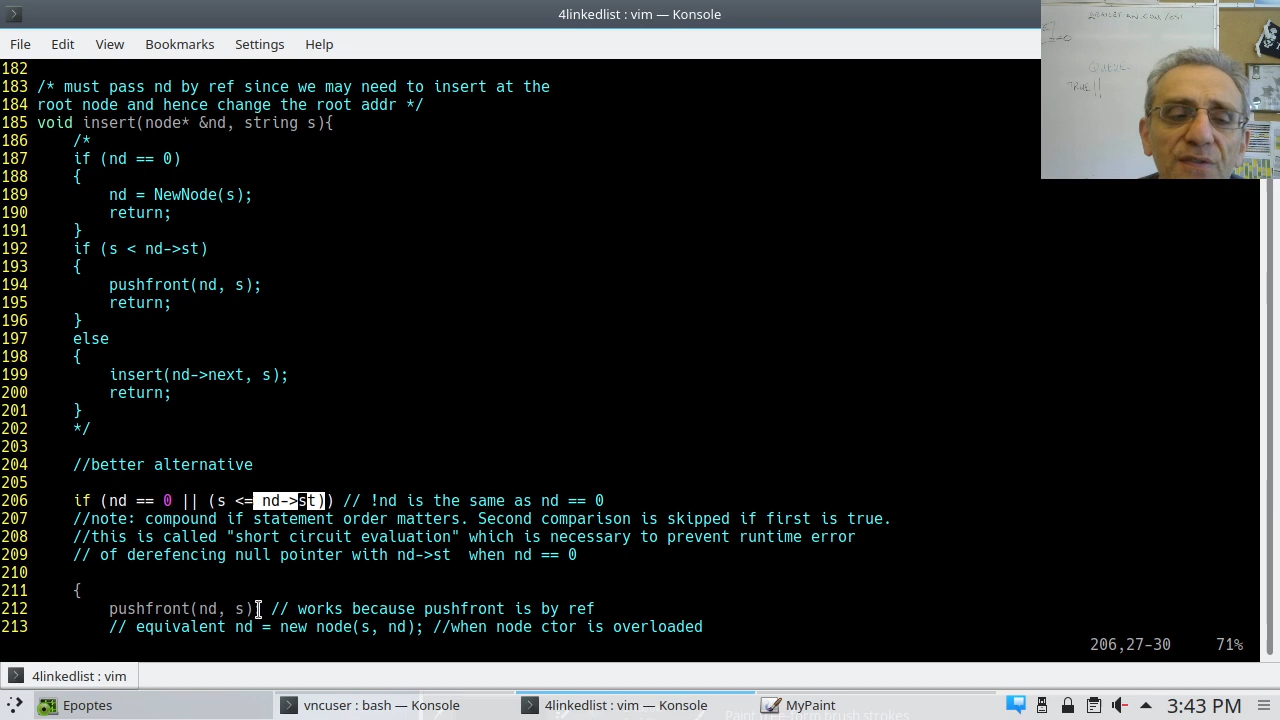 4linkedlist : vim — Konsole
File Edit View Bookmarks Settings Help
182
183 /* must pass nd by ref since we may need to insert at the
184 root node and hence change the root addr */
185 void insert(node* &nd, string s){
186 /*
187 if (nd == 0)
188 {
189 nd = NewNode(s);
190 return;
191 }
192 if (s < nd->st)
193 {
194 pushfront(nd, s);
195 return;
196 }
197 else
198 {
199 insert(nd->next, s);
200 return;
201 }
202 */
203
204 //better alternative
205
206 if (nd == 0 || (s <= nd->st)) // !nd is the same as nd == 0
207 //note: compound if statement order matters. Second comparison is skipped if first is true.
208 //this is called "short circuit evaluation" which is necessary to prevent runtime error
209 // of derefencing null pointer with nd->st  when nd == 0
210
211 {
212 pushfront(nd, s); // works because pushfront is by ref
213 // equivalent nd = new node(s, nd); //when node ctor is overloaded
206,27-30 71%
4linkedlist : vim
Epoptes vncuser : bash — Konsole 4linkedlist : vim — Konsole MyPaint 3:43 PM
Paint free-form brush strokes
TRUE !!